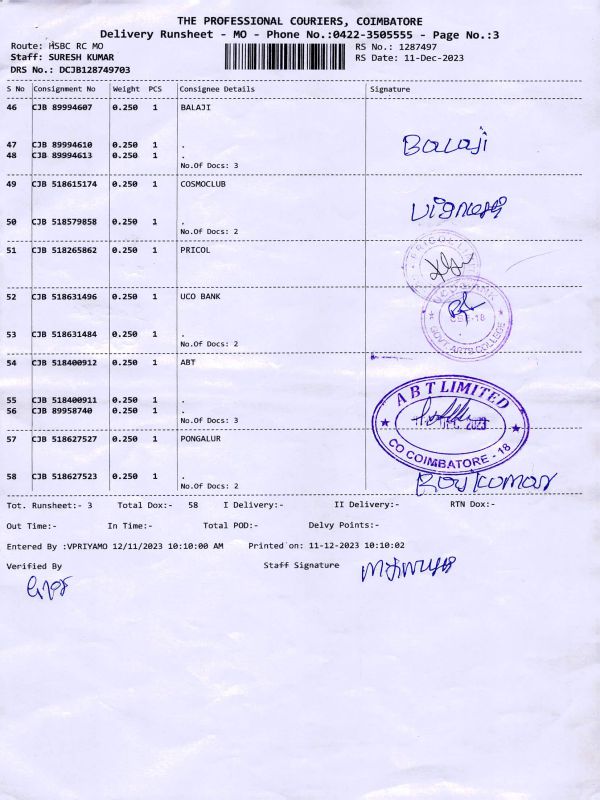 THE PROFESSIONAL COURIERS, COIMBATORE
Delivery Runsheet - MO - Phone No.:0422-3505555 - Page No.:3
Route: HSBC RC MO RS No.: 1287497
Staff: SURESH KUMAR RS Date: 11-Dec-2023
DRS No.: DCJB128749703
S No Consignment No Weight PCS Consignee Details Signature
46 CJB 89994607 0.250 1 BALAJI
47 CJB 89994610 0.250 1 . Balaji
48 CJB 89994613 0.250 1 .
No.Of Docs: 3
49 CJB 518615174 0.250 1 COSMOCLUB
Vignesh
50 CJB 518579858 0.250 1 .
No.Of Docs: 2
51 CJB 518265862 0.250 1 PRICOL
PRICOL
52 CJB 518631496 0.250 1 UCO BANK
UCO BANK
-18
53 CJB 518631484 0.250 1 .
No.Of Docs: 2
GOVT. ARTS COLLEGE
54 CJB 518400912 0.250 1 ABT
ABT LIMITED
55 CJB 518400911 0.250 1 .
56 CJB 89958740 0.250 1 .
No.Of Docs: 3
2023
57 CJB 518627527 0.250 1 PONGALUR
CO COIMBATORE - 18
58 CJB 518627523 0.250 1 .
No.Of Docs: 2
Tot. Runsheet:- 3 Total Dox:- 58 I Delivery:- II Delivery:- RTN Dox:-
Out Time:- In Time:- Total POD:- Delvy Points:-
Entered By :VPRIYAMO 12/11/2023 10:10:00 AM Printed on: 11-12-2023 10:10:02
Verified By Staff Signature